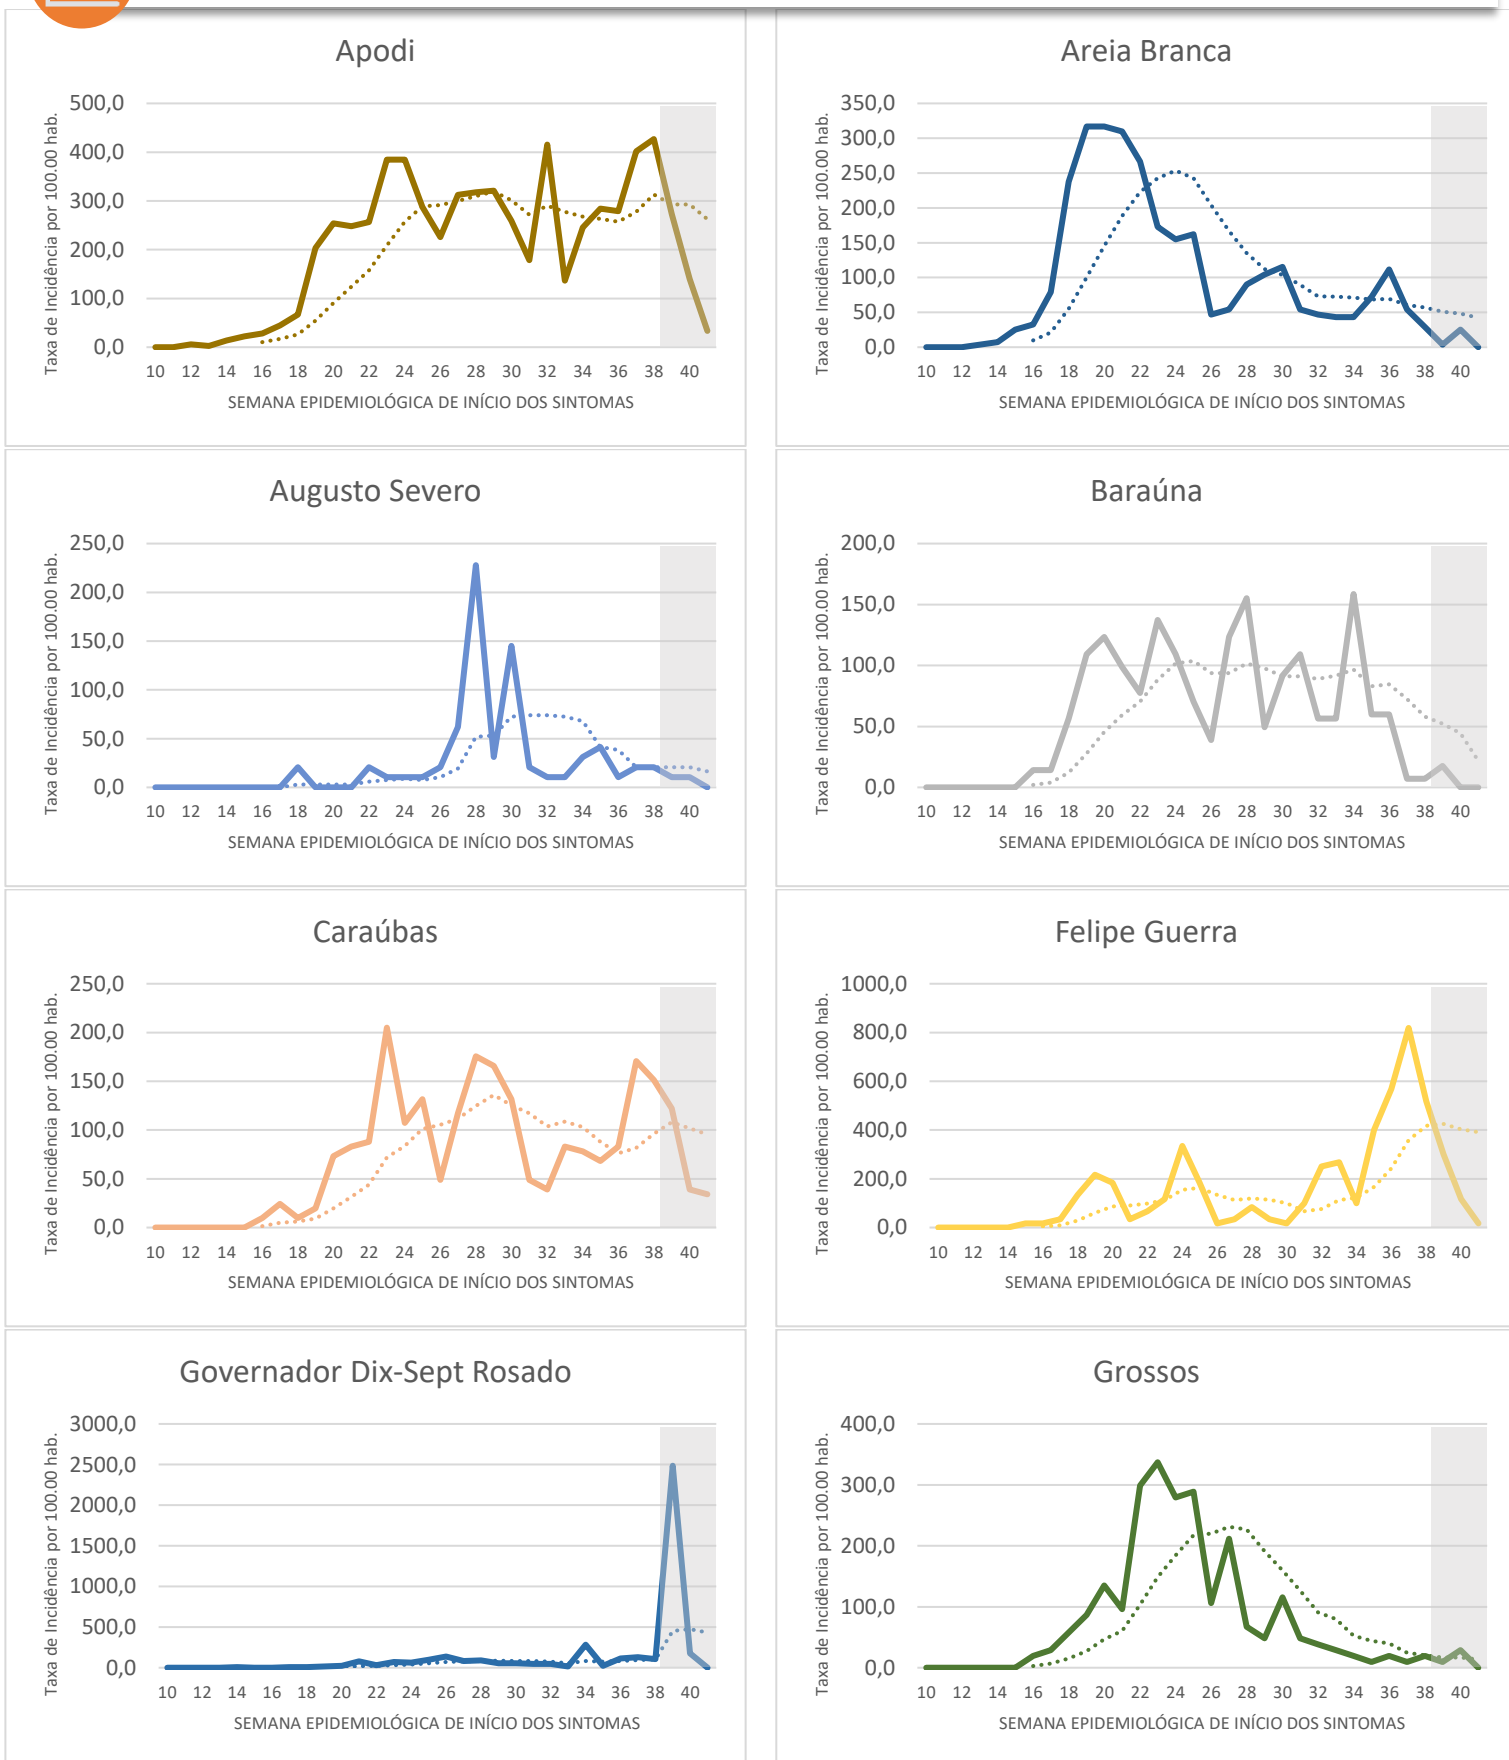 Apodi
Taxa de Incidência por 100.00 hab.
500,0
400,0
300,0
200,0
100,0
0,0
10 12 14 16 18 20 22 24 26 28 30 32 34 36 38 40
SEMANA EPIDEMIOLÓGICA DE INÍCIO DOS SINTOMAS
Areia Branca
Taxa de Incidência por 100.00 hab.
350,0
300,0
250,0
200,0
150,0
100,0
50,0
0,0
10 12 14 16 18 20 22 24 26 28 30 32 34 36 38 40
SEMANA EPIDEMIOLÓGICA DE INÍCIO DOS SINTOMAS
Augusto Severo
Taxa de Incidência por 100.00 hab.
250,0
200,0
150,0
100,0
50,0
0,0
10 12 14 16 18 20 22 24 26 28 30 32 34 36 38 40
SEMANA EPIDEMIOLÓGICA DE INÍCIO DOS SINTOMAS
Baraúna
Taxa de Incidência por 100.00 hab.
200,0
150,0
100,0
50,0
0,0
10 12 14 16 18 20 22 24 26 28 30 32 34 36 38 40
SEMANA EPIDEMIOLÓGICA DE INÍCIO DOS SINTOMAS
Caraúbas
Taxa de Incidência por 100.00 hab.
250,0
200,0
150,0
100,0
50,0
0,0
10 12 14 16 18 20 22 24 26 28 30 32 34 36 38 40
SEMANA EPIDEMIOLÓGICA DE INÍCIO DOS SINTOMAS
Felipe Guerra
Taxa de Incidência por 100.00 hab.
1000,0
800,0
600,0
400,0
200,0
0,0
10 12 14 16 18 20 22 24 26 28 30 32 34 36 38 40
SEMANA EPIDEMIOLÓGICA DE INÍCIO DOS SINTOMAS
Governador Dix-Sept Rosado
Taxa de Incidência por 100.00 hab.
3000,0
2500,0
2000,0
1500,0
1000,0
500,0
0,0
10 12 14 16 18 20 22 24 26 28 30 32 34 36 38 40
SEMANA EPIDEMIOLÓGICA DE INÍCIO DOS SINTOMAS
Grossos
Taxa de Incidência por 100.00 hab.
400,0
300,0
200,0
100,0
0,0
10 12 14 16 18 20 22 24 26 28 30 32 34 36 38 40
SEMANA EPIDEMIOLÓGICA DE INÍCIO DOS SINTOMAS